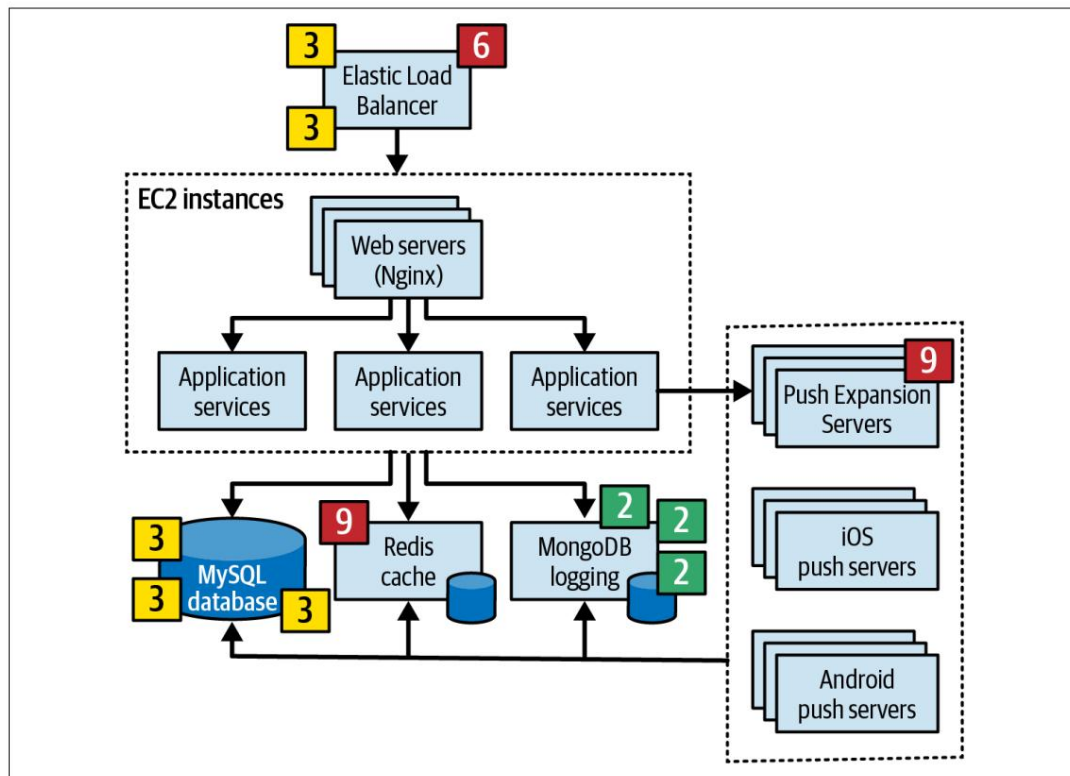 3
6
Elastic Load
Balancer
3
EC2 instances
Web servers
(Nginx)
Application
services
Application
services
Application
services
9
Push Expansion
Servers
3
MySQL
database
3
3
9
Redis
cache
2
2
MongoDB
logging
2
iOS
push servers
Android
push servers